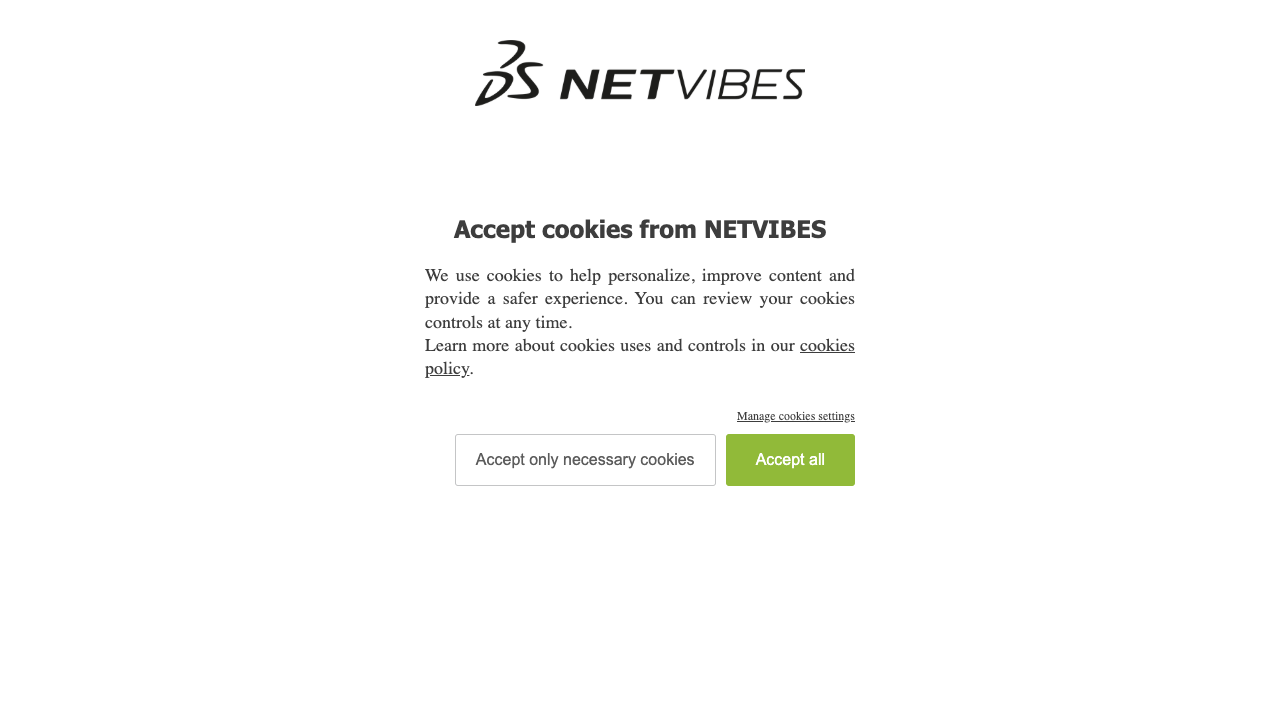 NETVIBES
Accept cookies from NETVIBES
We use cookies to help personalize, improve content and
provide a safer experience. You can review your cookies
controls at any time.
Learn more about cookies uses and controls in our cookies
policy.
Manage cookies settings
Accept only necessary cookies
Accept all